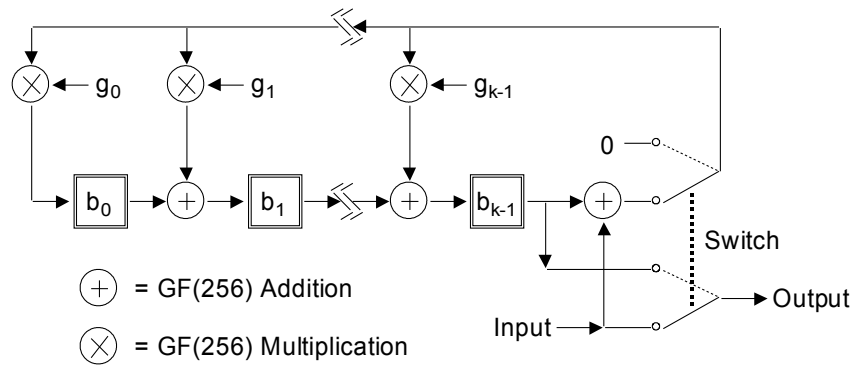 g₀
g₁
gₖ₋₁
0
b₀
b₁
bₖ₋₁
Switch
= GF(256) Addition
Output
Input
= GF(256) Multiplication